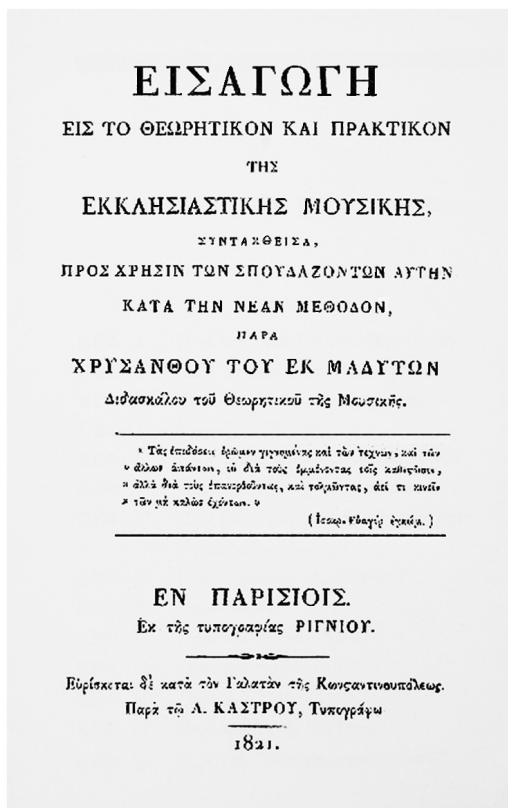 ΕΙΣΑΓΩΓΗ
ΕΙΣ ΤΟ ΘΕΩΡΗΤΙΚΟΝ ΚΑΙ ΠΡΑΚΤΙΚΟΝ
ΤΗΣ
ΕΚΚΛΗΣΙΑΣΤΙΚΗΣ ΜΟΥΣΙΚΗΣ,
ΣΥΝΤΑΧΘΕΙΣΑ,
ΠΡΟΣ ΧΡΗΣΙΝ ΤΩΝ ΣΠΟΥΔΑΖΟΝΤΩΝ ΑΥΤΗΝ
ΚΑΤΑ ΤΗΝ ΝΕΑΝ ΜΕΘΟΔΟΝ,
ΠΑΡΑ
ΧΡΥΣΑΝΘΟΥ ΤΟΥ ΕΚ ΜΑΔΥΤΩΝ
Διδασκάλου τοῦ Θεωρητικοῦ τῆς Μουσικῆς.
« Τὰς ἐπιδόσεις ὁρῶμεν γιγνομένας καὶ τῶν τεχνων, καὶ τῶν
» ἄλλων ἁπάντων, οὐ διὰ τοὺς ἐμμένοντας τοῖς καθεστῶσιν,
» ἀλλὰ διὰ τοὺς ἐπανορθοῦντας, καὶ τολμῶντας, ἀεί τι κινεῖν
» τῶν μὴ καλῶς ἐχόντων. »
(Ἰσοκρ. Εὐαγόρ. ἐγκώμ.)
ΕΝ ΠΑΡΙΣΙΟΙΣ.
Ἐκ τῆς τυπογραφίας ΡΙΓΝΙΟΥ.
Εὑρίσκεται δὲ κατὰ τὸν Γαλατὰν τῆς Κωνϛαντινουπόλεως.
Παρὰ τῷ Α. ΚΑΣΤΡΟΥ, Τυπογράφῳ
1821.